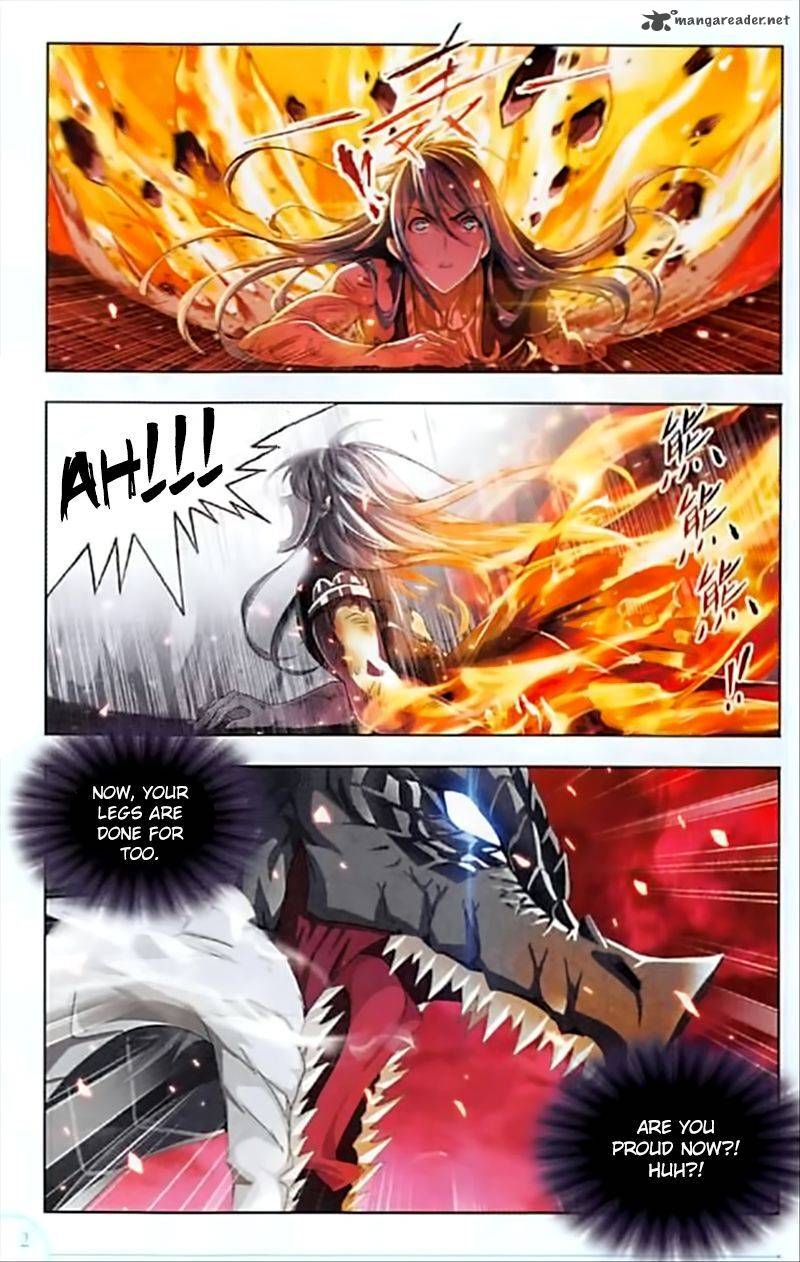 mangareader.net
轰
!!
AH!!!
熊
熊
熊
!!
NOW, YOUR
LEGS ARE
DONE FOR
TOO.
ARE YOU
PROUD NOW?!
HUH?!
2